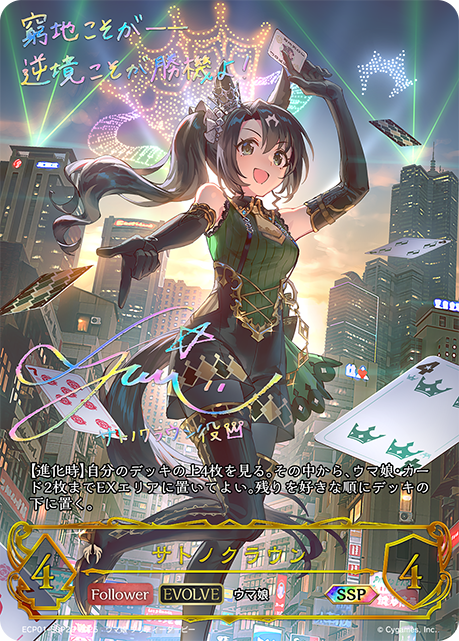 窮地こそが──
逆境こそが勝機よ！
サトノクラウン役
4
【進化時】自分のデッキの上4枚を見る。その中から、ウマ娘・カー
ド2枚までEXエリアに置いてよい。残りを好きな順にデッキの
下に置く。
サトノクラウン
4
4
Follower
EVOLVE
ウマ娘
SSP
© Cygames, Inc.